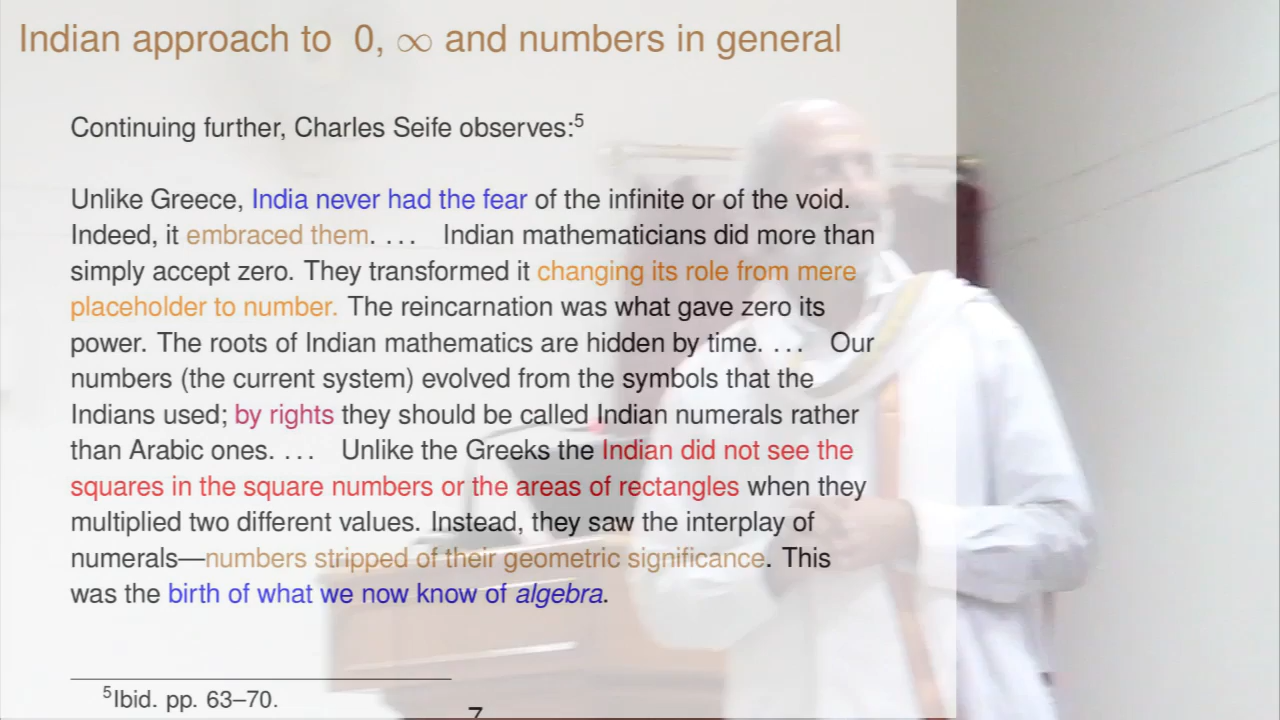 Indian approach to 0, ∞ and numbers in general
Continuing further, Charles Seife observes:5
Unlike Greece, India never had the fear of the infinite or of the void.
Indeed, it embraced them. ... Indian mathematicians did more than
simply accept zero. They transformed it changing its role from mere
placeholder to number. The reincarnation was what gave zero its
power. The roots of Indian mathematics are hidden by time. ... Our
numbers (the current system) evolved from the symbols that the
Indians used; by rights they should be called Indian numerals rather
than Arabic ones. ... Unlike the Greeks the Indian did not see the
squares in the square numbers or the areas of rectangles when they
multiplied two different values. Instead, they saw the interplay of
numerals—numbers stripped of their geometric significance. This
was the birth of what we now know of algebra.
5Ibid. pp. 63–70.
7